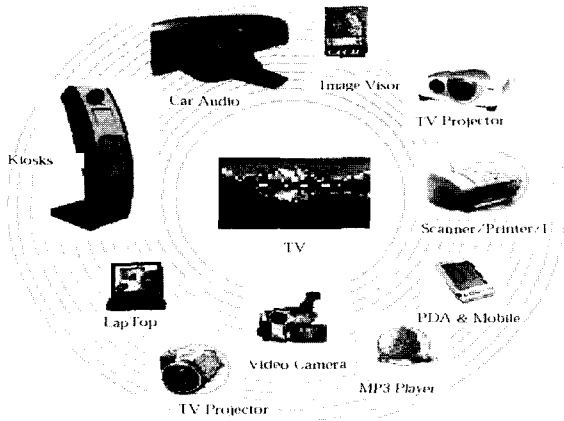 Car Audio
Image Visor
TV Projector
Kiosks
Scanner/Printer/
TV
LapTop
PDA & Mobile
Video Camera
MP3 Player
TV Projector